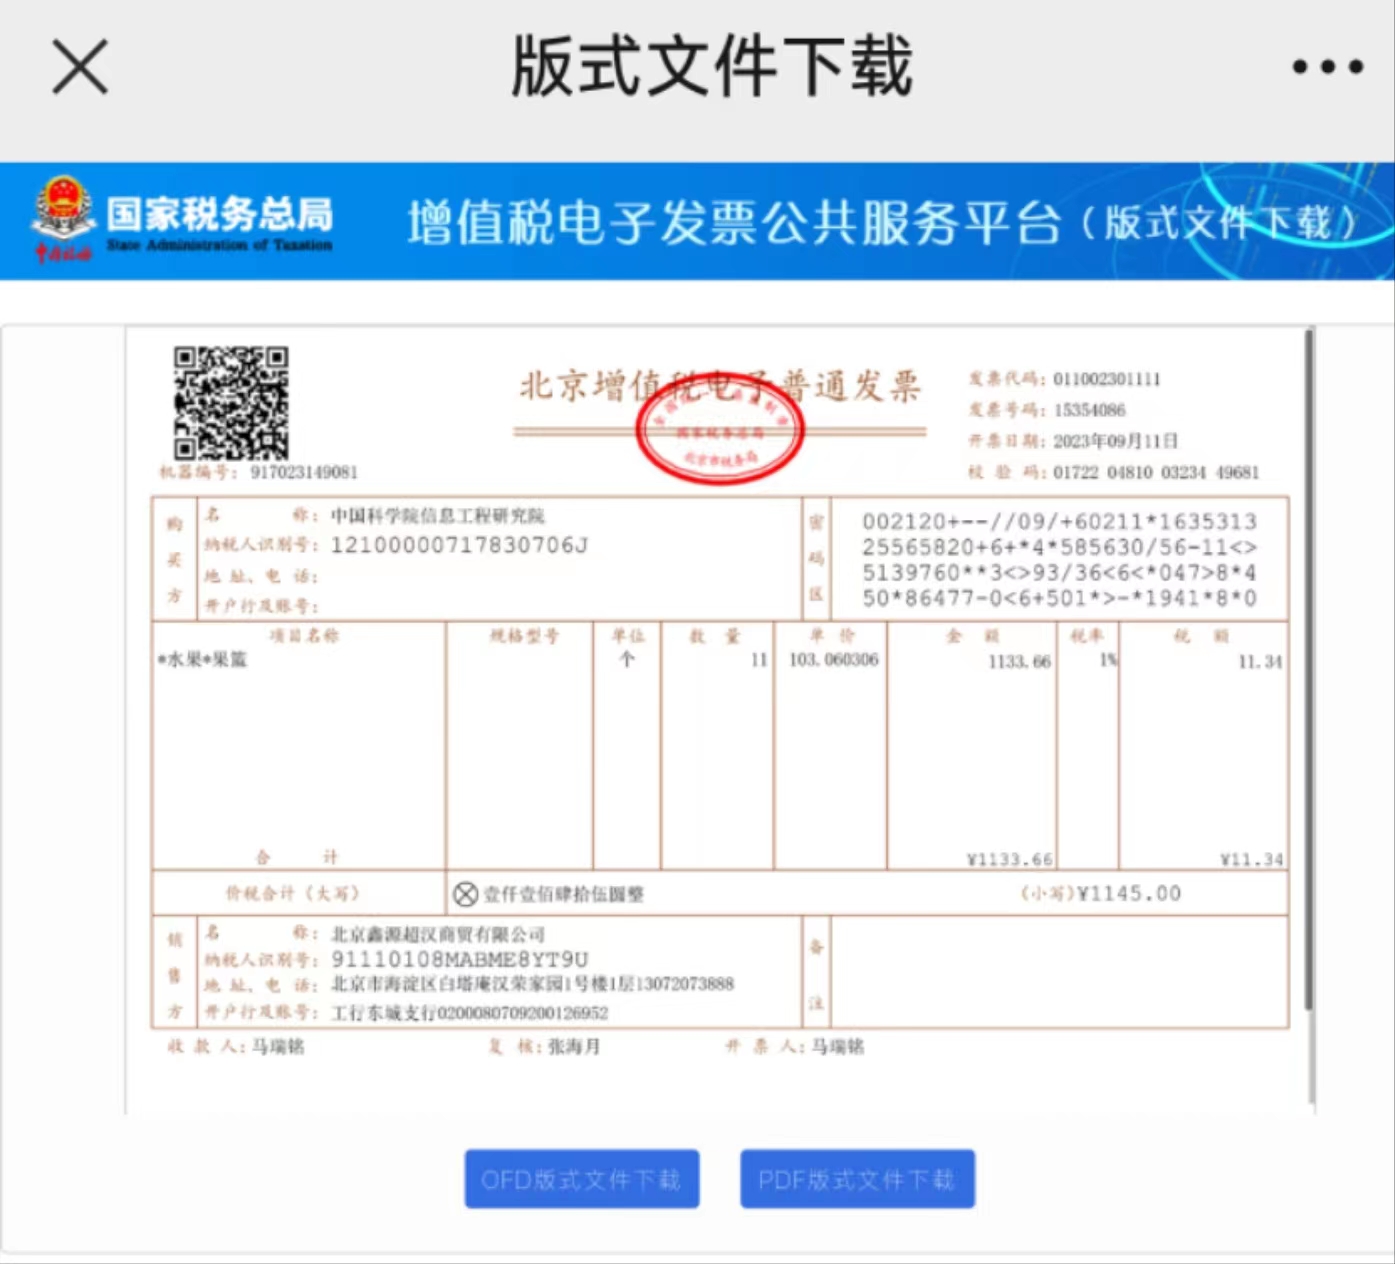 版式文件下载
国家税务总局
State Administration of Taxation
增值税电子发票公共服务平台(版式文件下载)
北京增值税电子普通发票
国家税务总局
北京市税务局
发票代码: 011002301111
发票号码: 15354086
开票日期: 2023年09月11日
校 验 码: 01722 04810 03234 49681
机器编号: 917023149081
购买方
名 称: 中国科学院信息工程研究院
纳税人识别号: 12100000717830706J
地 址、电 话:
开户行及账号:
密码区
002120+--//09/+60211*1635313
25565820+6+*4*585630/56-11<>
5139760**3<>93/36<6<*047>8*4
50*86477-0<6+501*>-*1941*8*0
项目名称 规格型号 单位 数 量 单 价 金 额 税率 税 额
*水果*果篮 个 11 103.060306 1133.66 1% 11.34
合 计 ¥1133.66 ¥11.34
价税合计(大写) ⊗壹仟壹佰肆拾伍圆整 (小写)¥1145.00
销售方
名 称: 北京鑫源超汉商贸有限公司
纳税人识别号: 91110108MABME8YT9U
地 址、电 话: 北京市海淀区白塔庵汉荣家园1号楼1层13072073888
开户行及账号: 工行东城支行0200080709200126952
备注
收 款 人: 马瑞铭 复 核: 张海月 开 票 人: 马瑞铭
OFD版式文件下载 PDF版式文件下载